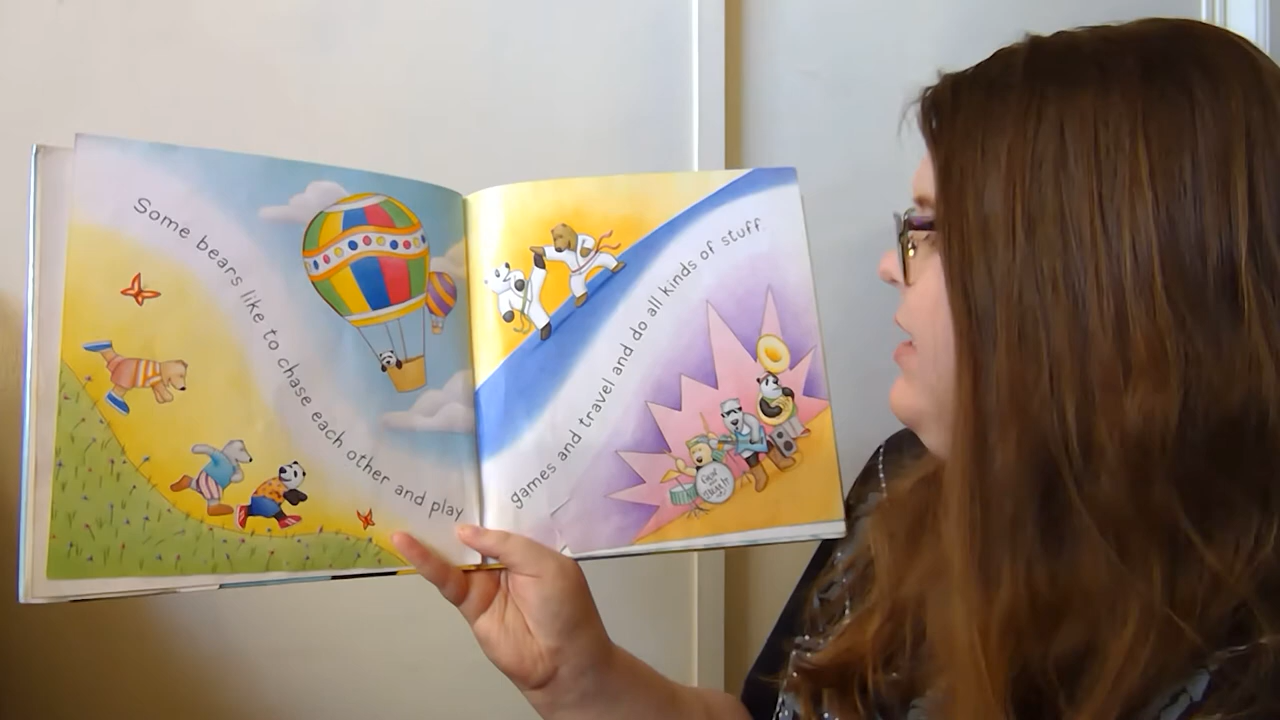 Some bears like to chase each other and play
games and travel and do all kinds of stuff.